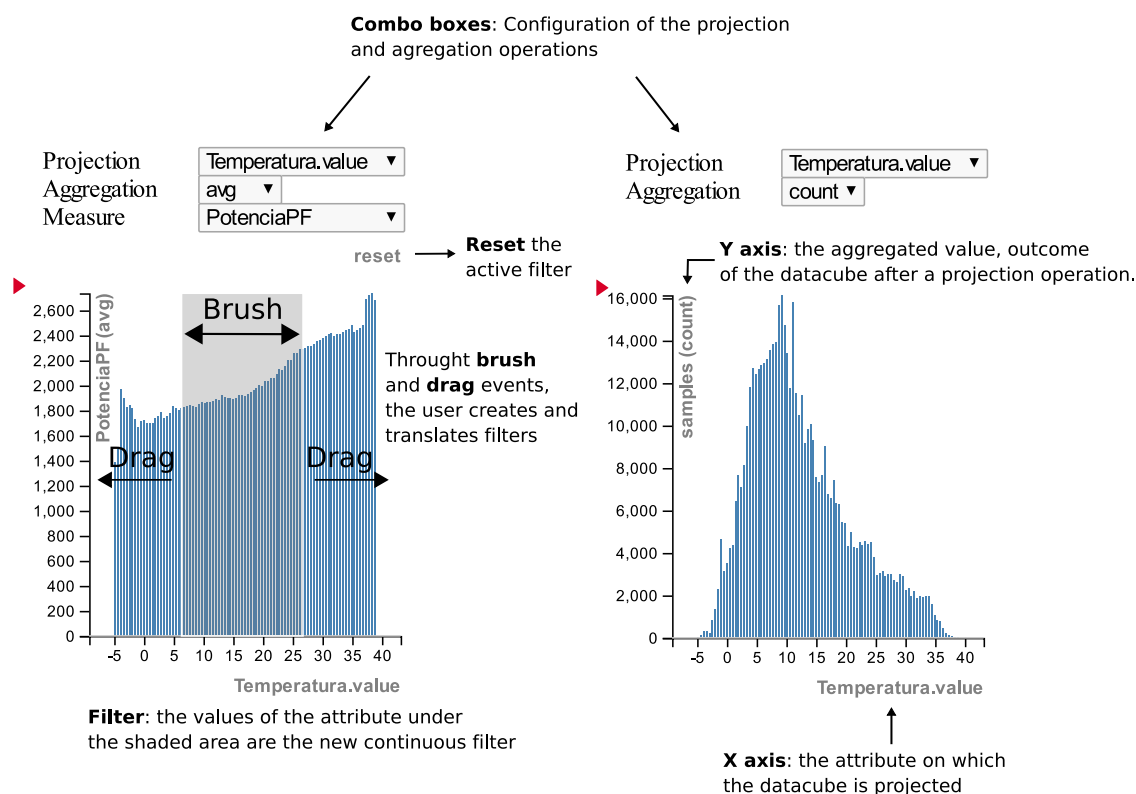 Combo boxes: Configuration of the projection
and agregation operations
Projection
Temperatura.value ▼
Aggregation
avg ▼
Measure
PotenciaPF ▼
reset
Reset the
active filter
Projection
Temperatura.value ▼
Aggregation
count ▼
Y axis: the aggregated value, outcome
of the datacube after a projection operation.
PotenciaPF (avg)
2,600
2,400
2,200
2,000
1,800
1,600
1,400
1,200
1,000
800
600
400
200
0
Brush
Drag
Drag
-5 0 5 10 15 20 25 30 35 40
Temperatura.value
Throught brush
and drag events,
the user creates and
translates filters
Filter: the values of the attribute under
the shaded area are the new continuous filter
samples (count)
16,000
14,000
12,000
10,000
8,000
6,000
4,000
2,000
0
-5 0 5 10 15 20 25 30 35 40
Temperatura.value
X axis: the attribute on which
the datacube is projected